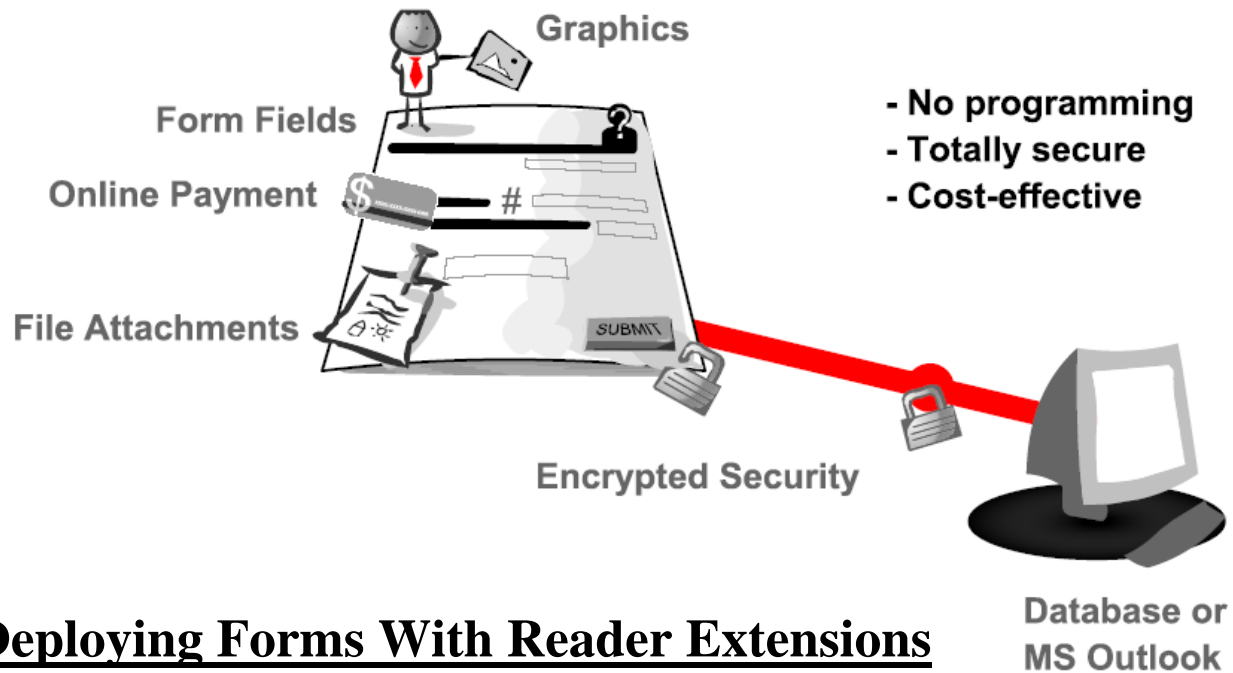 Graphics
Form Fields
- No programming
- Totally secure
- Cost-effective
Online Payment
$
#
File Attachments
SUBMIT
Encrypted Security
Database or
MS Outlook
Deploying Forms With Reader Extensions